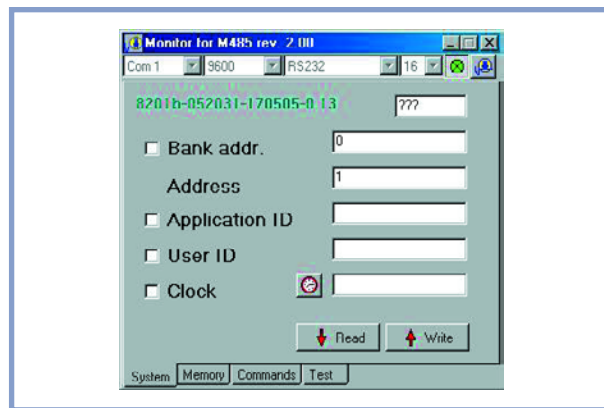 Monitor for M485 rev. 2.00
Com 1 9600 RS232 16
8201b-052031-170505-0.13 ???
Bank addr. 0
Address 1
Application ID
User ID
Clock
Read Write
System Memory Commands Test